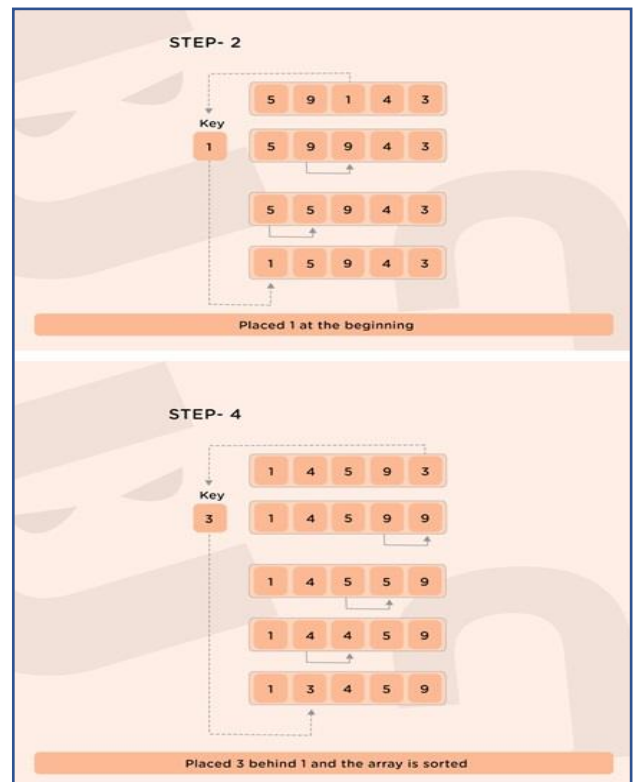 STEP- 2
5 9 1 4 3
Key
1
5 9 9 4 3
5 5 9 4 3
1 5 9 4 3
Placed 1 at the beginning
STEP- 4
1 4 5 9 3
Key
3
1 4 5 9 9
1 4 5 5 9
1 4 4 5 9
1 3 4 5 9
Placed 3 behind 1 and the array is sorted